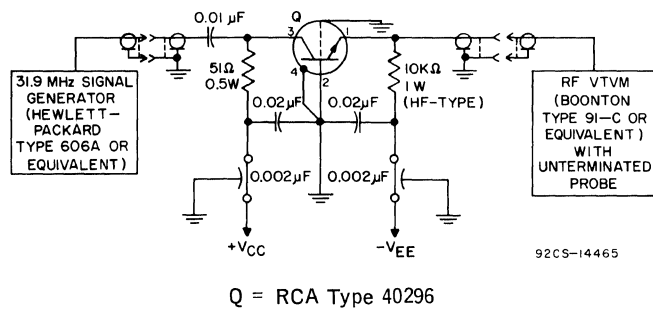 0.01 µF
Q
3
1
4
2
51Ω
0.5W
10KΩ
1 W
(HF-TYPE)
31.9 MHz SIGNAL
GENERATOR
(HEWLETT-
PACKARD
TYPE 606A OR
EQUIVALENT)
RF VTVM
(BOONTON
TYPE 91-C OR
EQUIVALENT)
WITH
UNTERMINATED
PROBE
0.02µF
0.02µF
0.002µF
0.002µF
+VCC
-VEE
92CS-14465
Q = RCA Type 40296